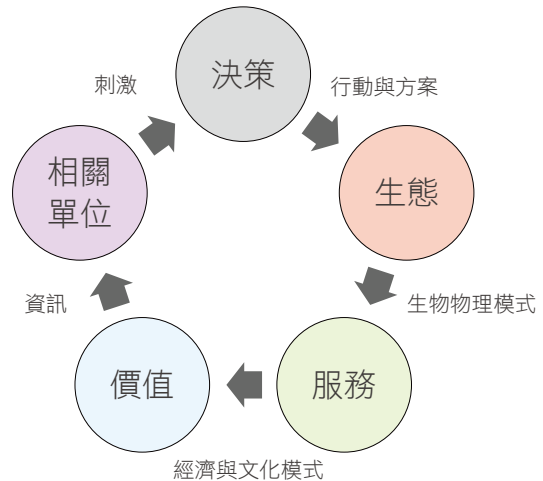 決策
刺激
行動與方案
相關
單位
生態
資訊
生物物理模式
價值
服務
經濟與文化模式